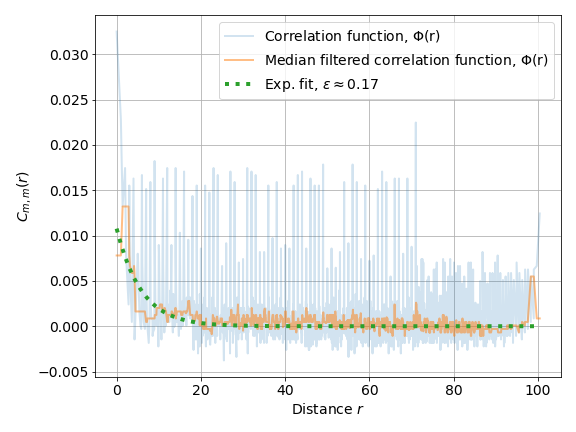 Correlation function, Φ(r)
Median filtered correlation function, Φ(r)
Exp. fit, ε ≈ 0.17
0.030
0.025
0.020
0.015
0.010
0.005
0.000
−0.005
C_{m,m}(r)
0 20 40 60 80 100
Distance r